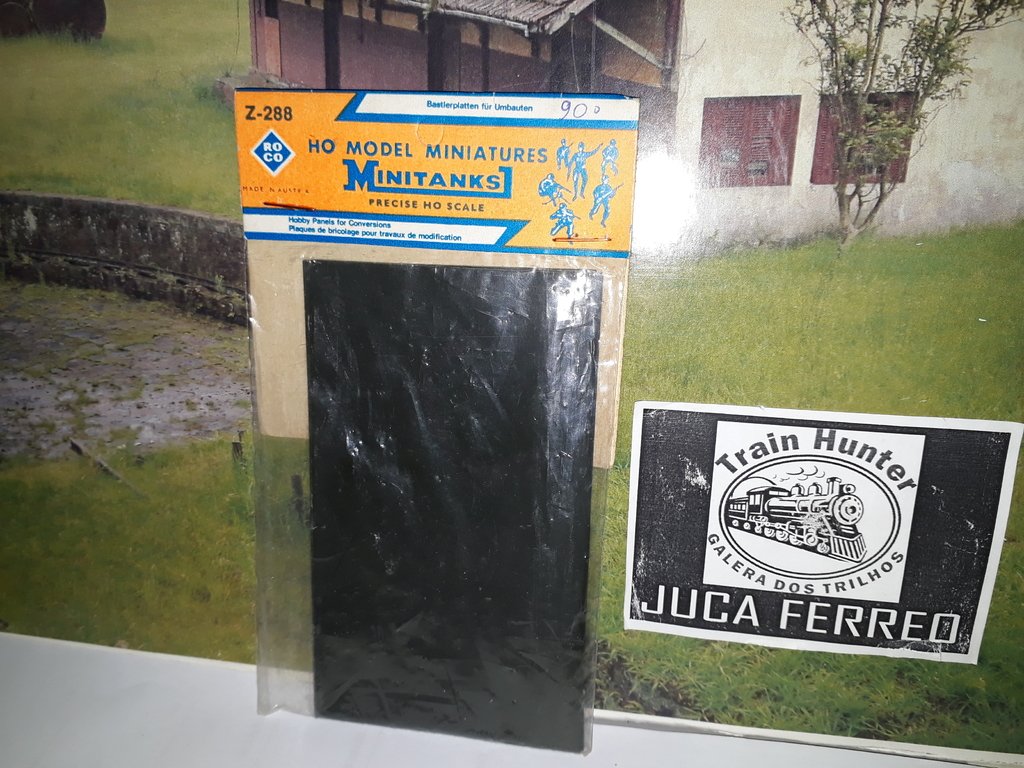 Z-288
Bastlerplatten für Umbauten
90
ROCO
HO MODEL MINIATURES
MINITANKS
PRECISE HO SCALE
MADE IN AUSTRIA
Hobby Panels for Conversions
Plaques de bricolage pour travaux de modification
Train Hunter
GALERA DOS TRILHOS
JUCA FERREO